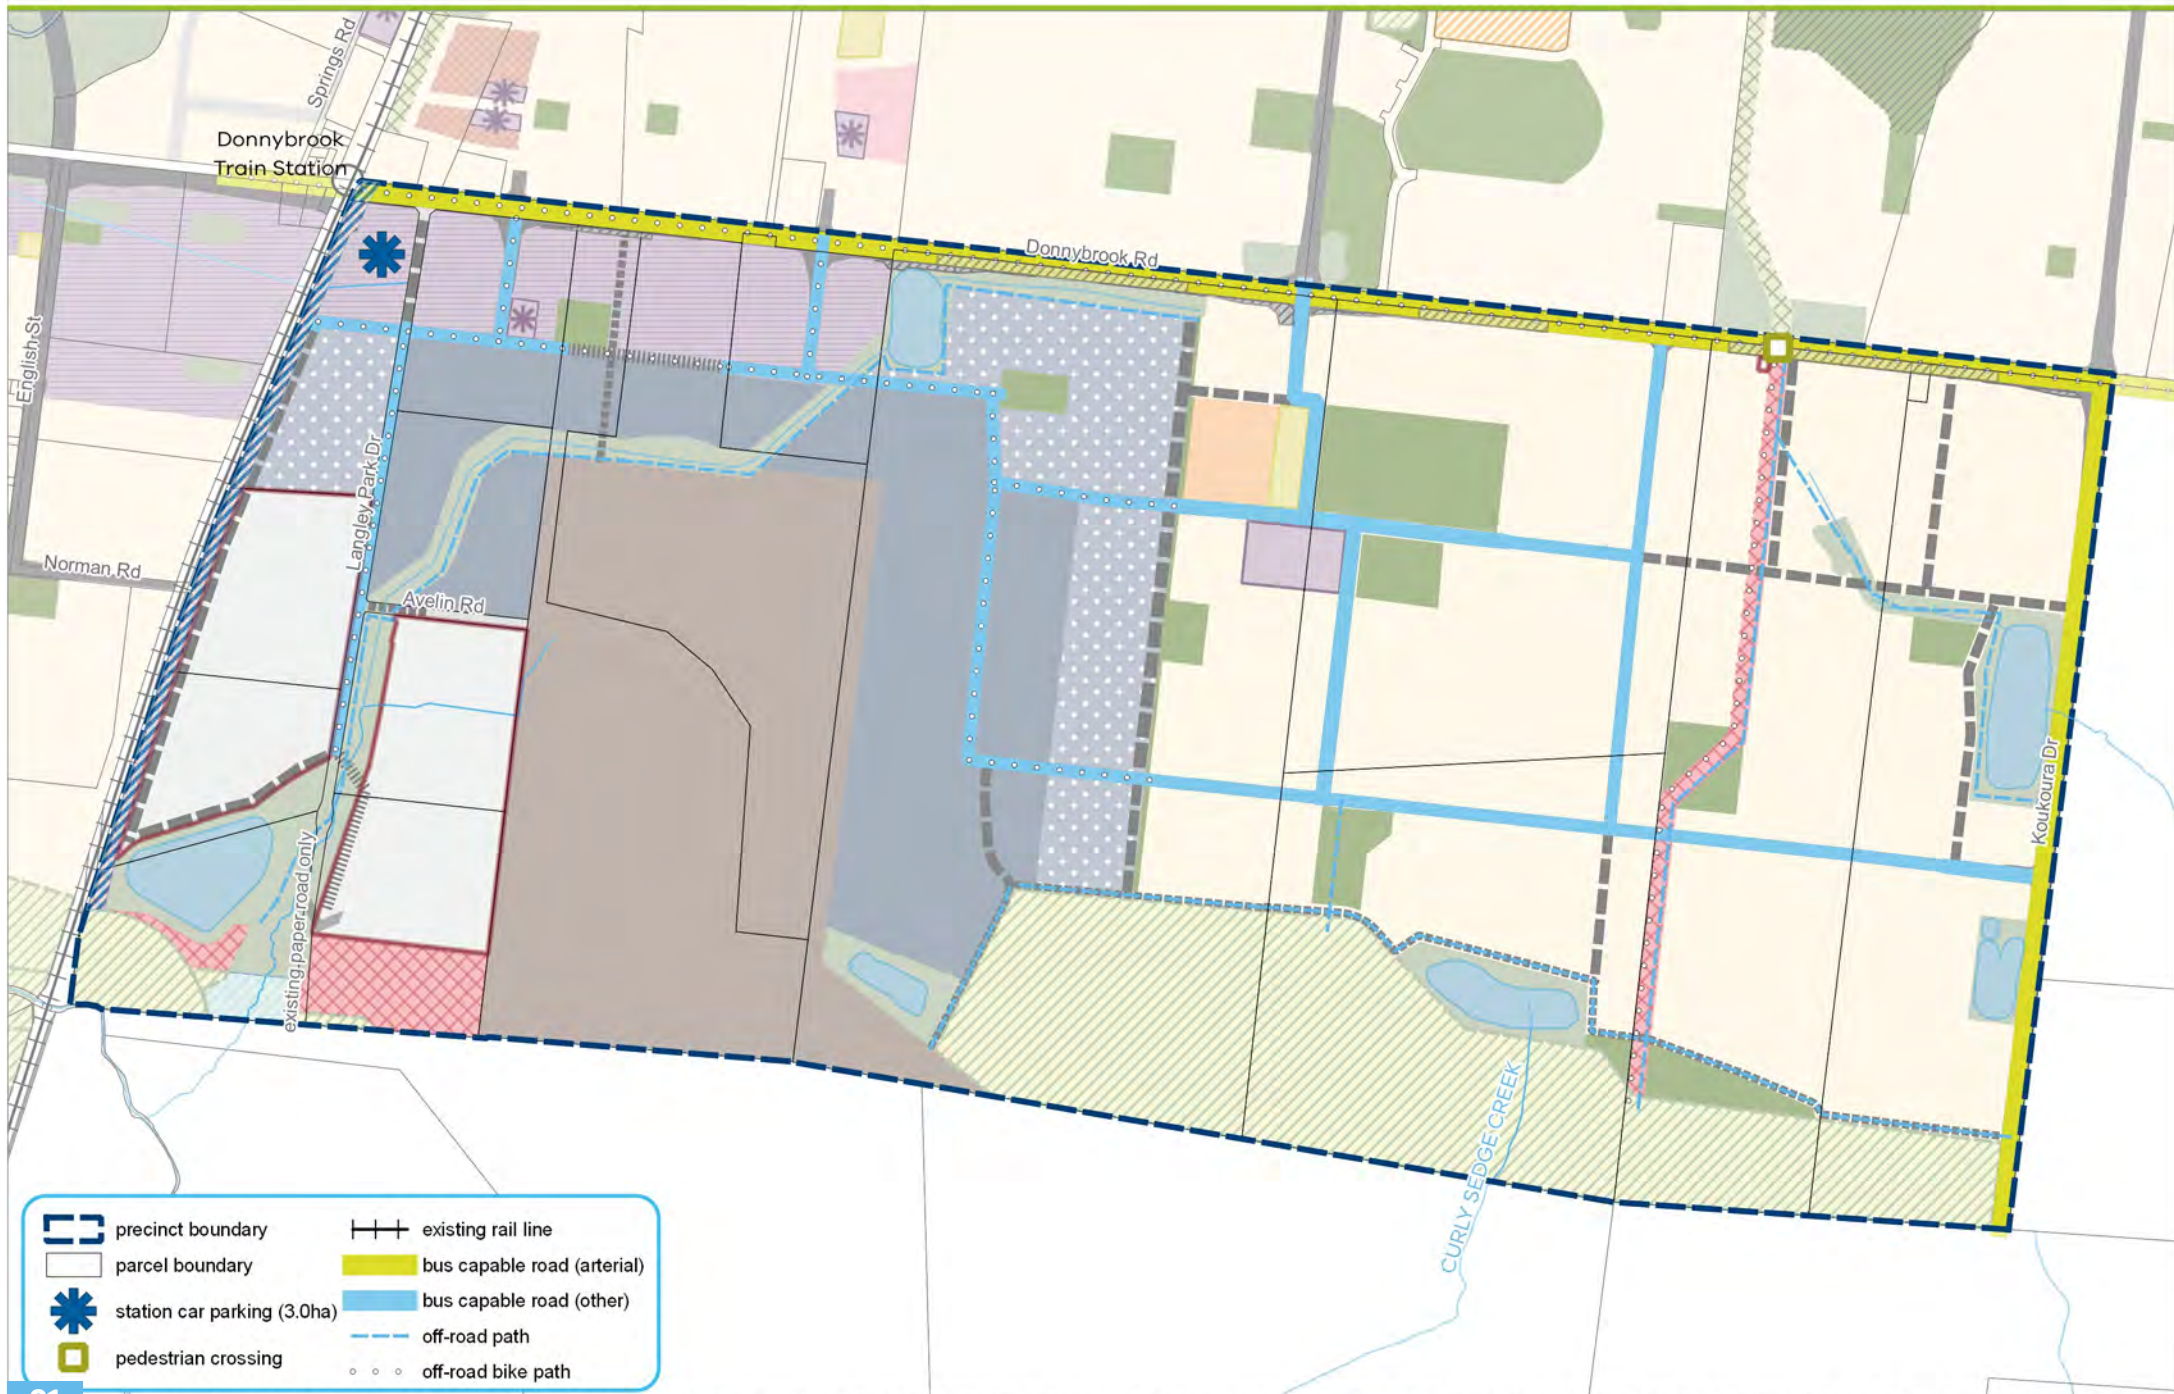 Springs Rd
Donnybrook
Train Station
Donnybrook Rd
English St
Langley Park Dr
Norman Rd
Avelin Rd
Koukoura Dr
existing paper road only
CURLY SEDGE CREEK
precinct boundary
parcel boundary
station car parking (3.0ha)
pedestrian crossing
existing rail line
bus capable road (arterial)
bus capable road (other)
off-road path
off-road bike path